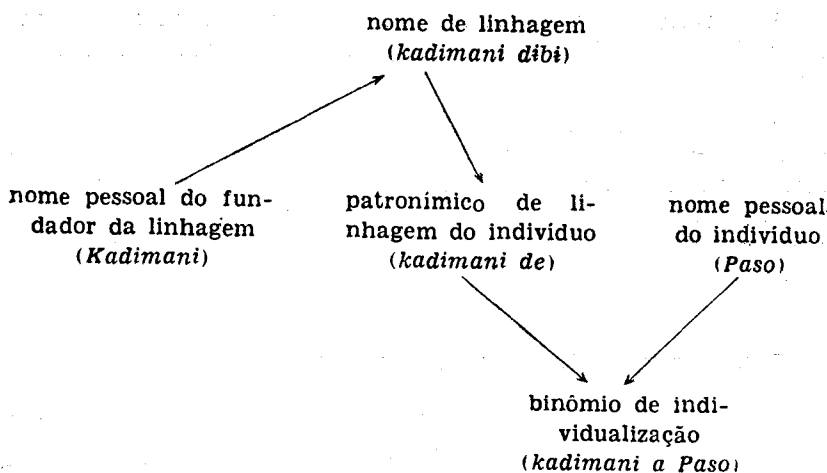 nome de linhagem
(kadimani dɨbɨ)
nome pessoal do fun-
dador da linhagem
(Kadimani)
patronímico de li-
nhagem do indivíduo
(kadimani de)
nome pessoal
do indivíduo
(Paso)
binômio de indi-
vidualização
(kadimani a Paso)